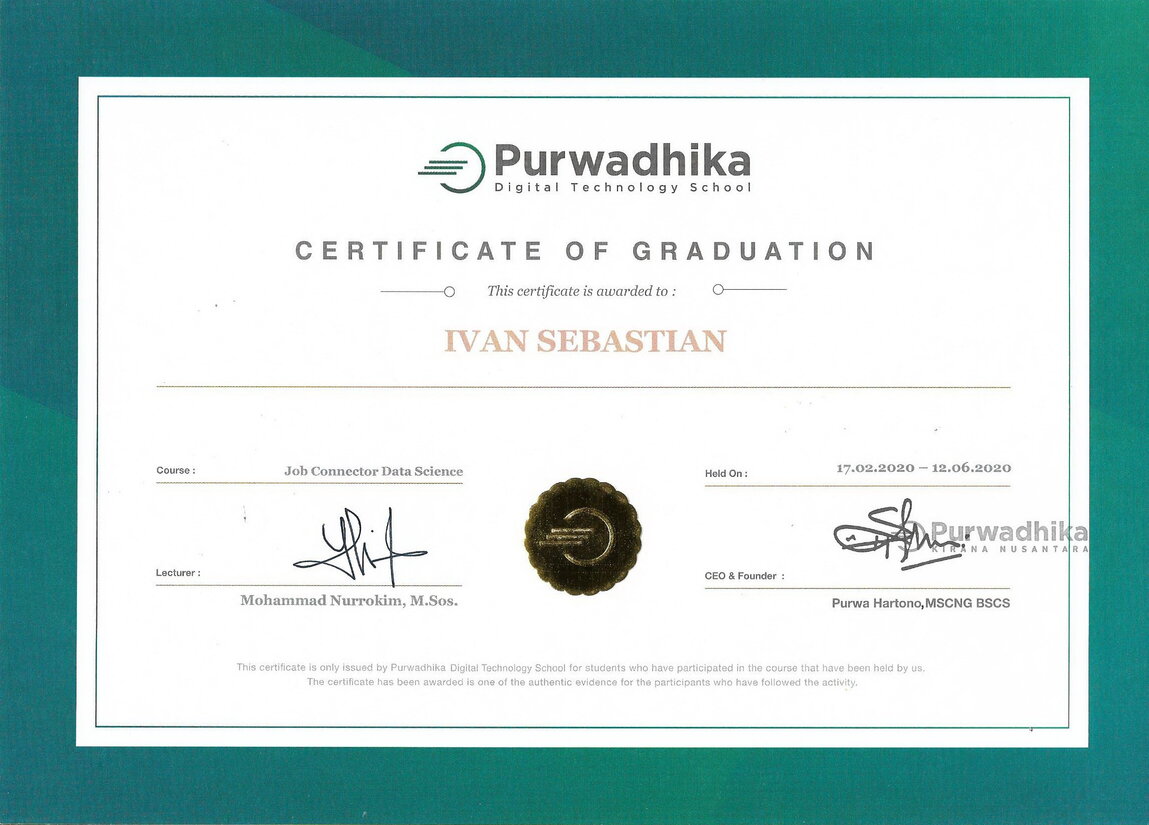 Purwadhika
Digital Technology School
CERTIFICATE OF GRADUATION
This certificate is awarded to :
IVAN SEBASTIAN
Course : Job Connector Data Science
Held On : 17.02.2020 – 12.06.2020
Purwadhika
KIRANA NUSANTARA
Lecturer :
Mohammad Nurrokim, M.Sos.
CEO & Founder :
Purwa Hartono,MSCNG BSCS
This certificate is only issued by Purwadhika Digital Technology School for students who have participated in the course that have been held by us.
The certificate has been awarded is one of the authentic evidence for the participants who have followed the activity.